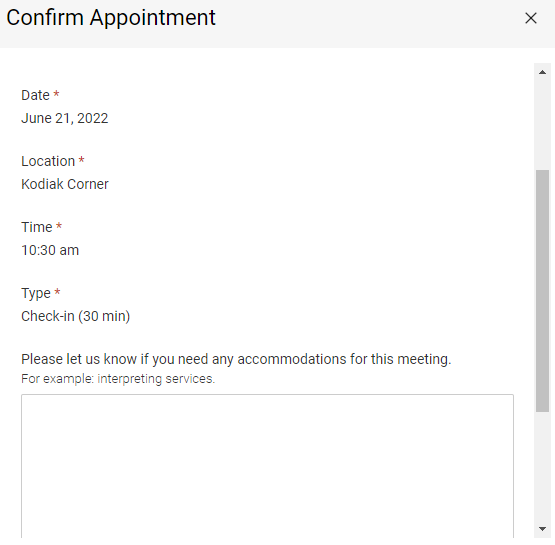 Confirm Appointment
Date *
June 21, 2022
Location *
Kodiak Corner
Time *
10:30 am
Type *
Check-in (30 min)
Please let us know if you need any accommodations for this meeting.
For example: interpreting services.